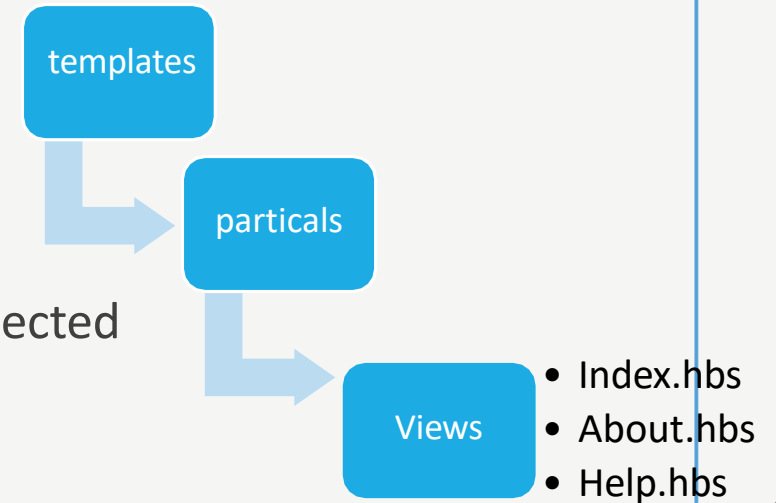 templates
particals
ected
Views
• Index.hbs
• About.hbs
• Help.hbs